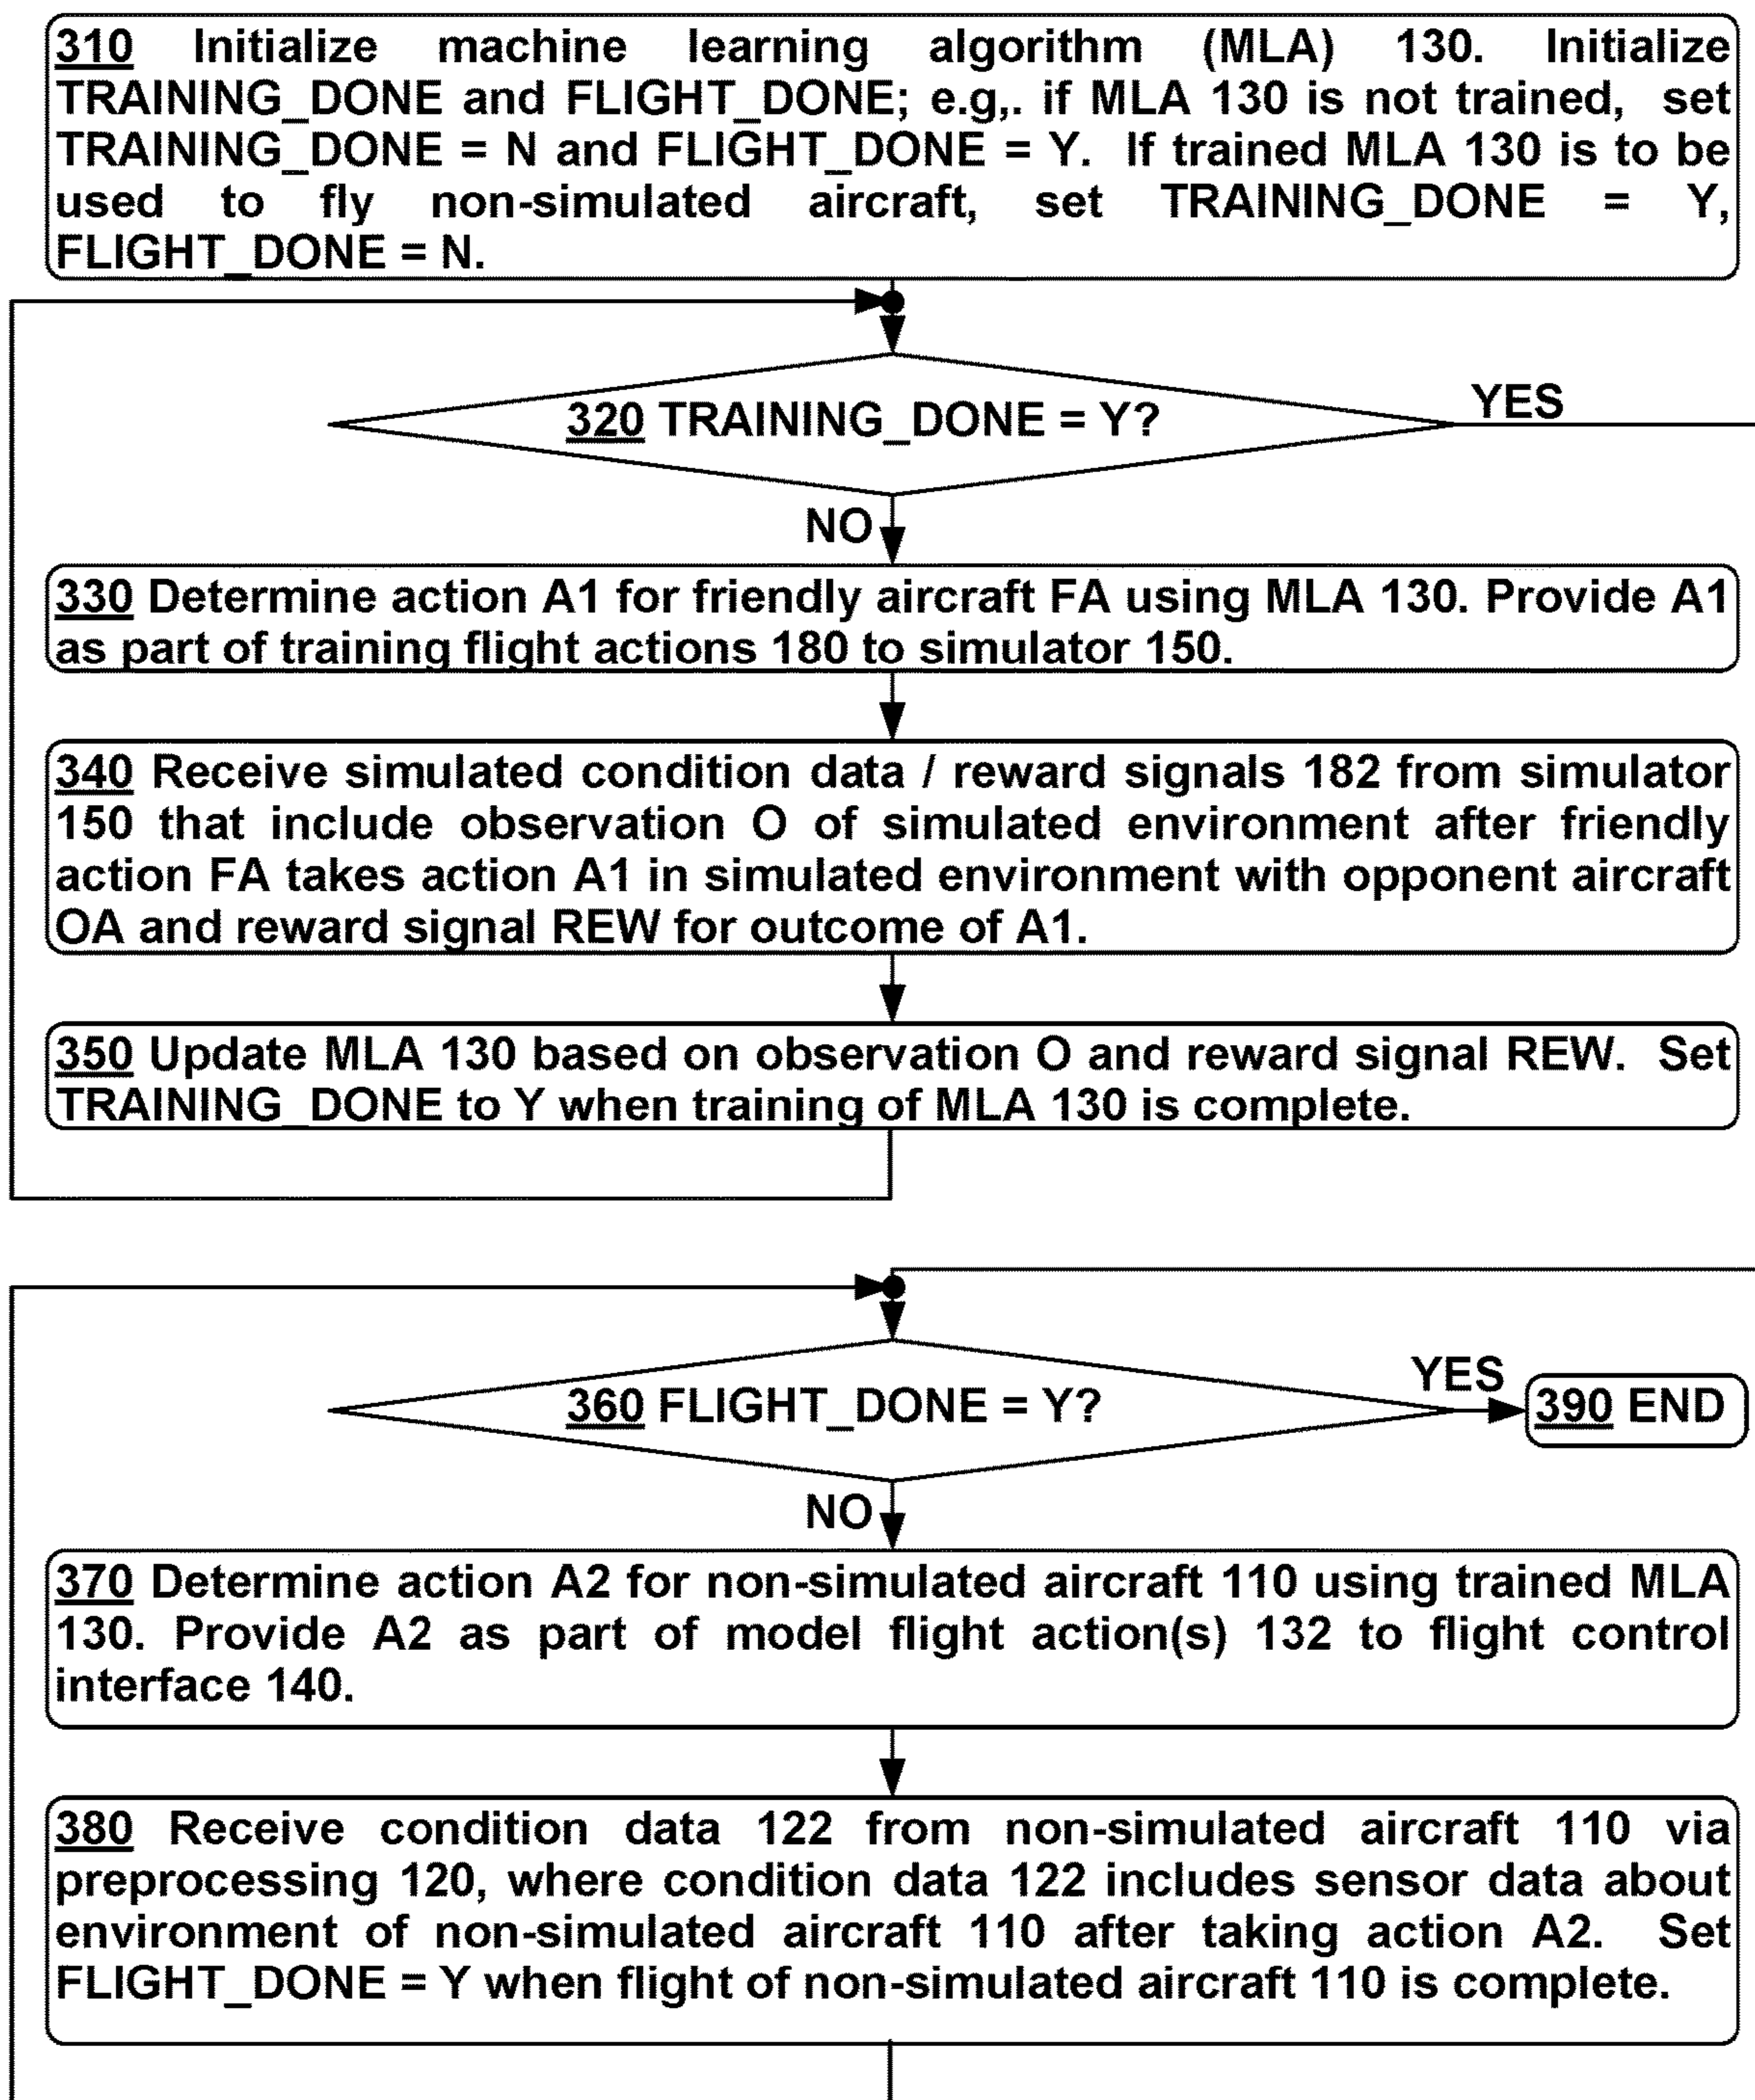 310 Initialize machine learning algorithm (MLA) 130. Initialize
TRAINING_DONE and FLIGHT_DONE; e.g,. if MLA 130 is not trained, set
TRAINING_DONE = N and FLIGHT_DONE = Y. If trained MLA 130 is to be
used to fly non-simulated aircraft, set TRAINING_DONE = Y,
FLIGHT_DONE = N.
320 TRAINING_DONE = Y?
YES
NO
330 Determine action A1 for friendly aircraft FA using MLA 130. Provide A1
as part of training flight actions 180 to simulator 150.
340 Receive simulated condition data / reward signals 182 from simulator
150 that include observation O of simulated environment after friendly
action FA takes action A1 in simulated environment with opponent aircraft
OA and reward signal REW for outcome of A1.
350 Update MLA 130 based on observation O and reward signal REW. Set
TRAINING_DONE to Y when training of MLA 130 is complete.
360 FLIGHT_DONE = Y?
YES
390 END
NO
370 Determine action A2 for non-simulated aircraft 110 using trained MLA
130. Provide A2 as part of model flight action(s) 132 to flight control
interface 140.
380 Receive condition data 122 from non-simulated aircraft 110 via
preprocessing 120, where condition data 122 includes sensor data about
environment of non-simulated aircraft 110 after taking action A2. Set
FLIGHT_DONE = Y when flight of non-simulated aircraft 110 is complete.